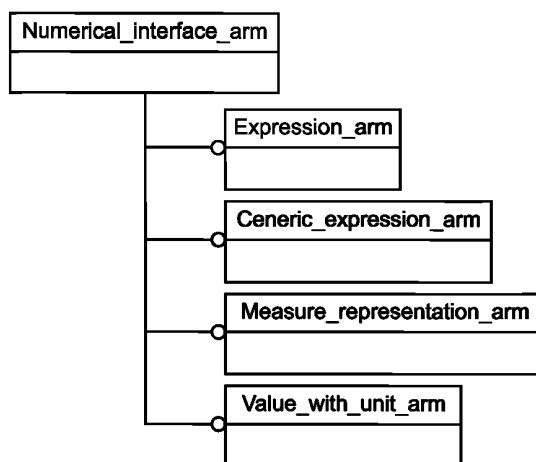 Numerical_interface_arm
Expression_arm
Ceneric_expression_arm
Measure_representation_arm
Value_with_unit_arm